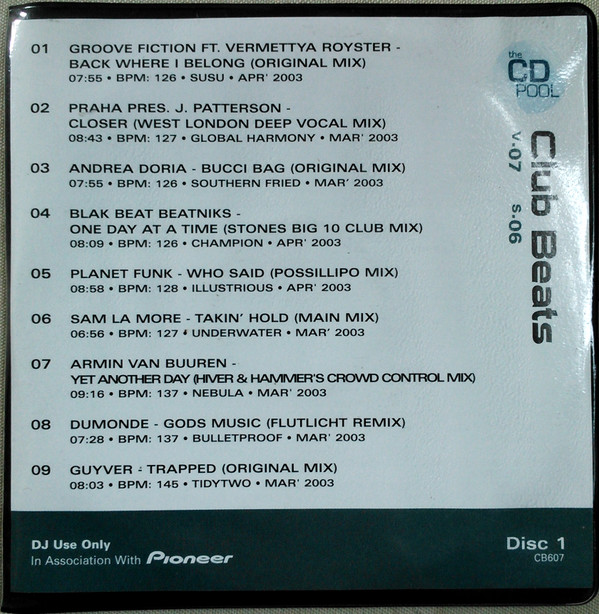 01 GROOVE FICTION FT. VERMETTYA ROYSTER -
BACK WHERE I BELONG (ORIGINAL MIX)
07:55 • BPM: 126 • SUSU • APR' 2003
02 PRAHA PRES. J. PATTERSON -
CLOSER (WEST LONDON DEEP VOCAL MIX)
08:43 • BPM: 127 • GLOBAL HARMONY • MAR' 2003
03 ANDREA DORIA - BUCCI BAG (ORIGINAL MIX)
07:55 • BPM: 126 • SOUTHERN FRIED • MAR' 2003
04 BLAK BEAT BEATNIKS -
ONE DAY AT A TIME (STONES BIG 10 CLUB MIX)
08:09 • BPM: 126 • CHAMPION • APR' 2003
05 PLANET FUNK - WHO SAID (POSSILLIPO MIX)
08:58 • BPM: 128 • ILLUSTRIOUS • APR' 2003
06 SAM LA MORE - TAKIN' HOLD (MAIN MIX)
06:56 • BPM: 127 • UNDERWATER • MAR' 2003
07 ARMIN VAN BUUREN -
YET ANOTHER DAY (HIVER & HAMMER'S CROWD CONTROL MIX)
09:16 • BPM: 137 • NEBULA • MAR' 2003
08 DUMONDE - GODS MUSIC (FLUTLICHT REMIX)
07:28 • BPM: 137 • BULLETPROOF • MAR' 2003
09 GUYVER - TRAPPED (ORIGINAL MIX)
08:03 • BPM: 145 • TIDYTWO • MAR' 2003
the
CD
POOL
Club Beats
v.07 s.06
DJ Use Only
In Association With Pioneer
Disc 1
CB607